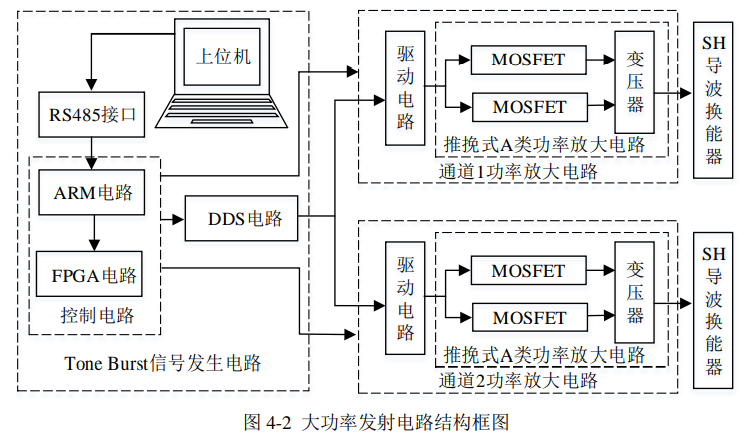 上位机
RS485接口
ARM电路
FPGA电路
控制电路
DDS电路
Tone Burst信号发生电路
驱动电路
MOSFET
MOSFET
变压器
推挽式A类功率放大电路
通道1功率放大电路
SH导波换能器
驱动电路
MOSFET
MOSFET
变压器
推挽式A类功率放大电路
通道2功率放大电路
SH导波换能器
图 4-2 大功率发射电路结构框图